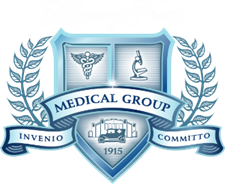 MEDICAL GROUP
INVENIO COMMITTO
1915